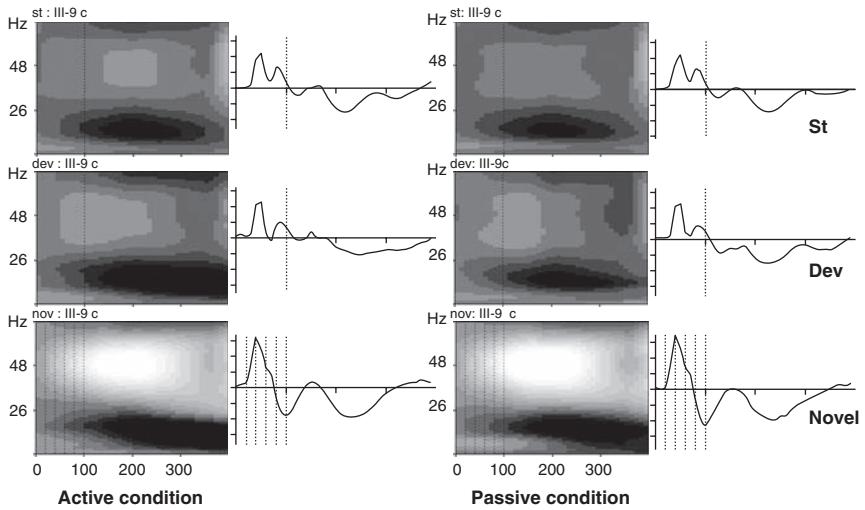 st : III-9 c
Hz
48
26
st: III-9 c
Hz
48
26
St
dev : III-9 c
Hz
48
26
dev: III-9c
Hz
48
26
Dev
nov : III-9 c
Hz
48
26
0 100 200 300
nov: III-9 c
Hz
48
26
0 100 200 300
Novel
Active condition
Passive condition